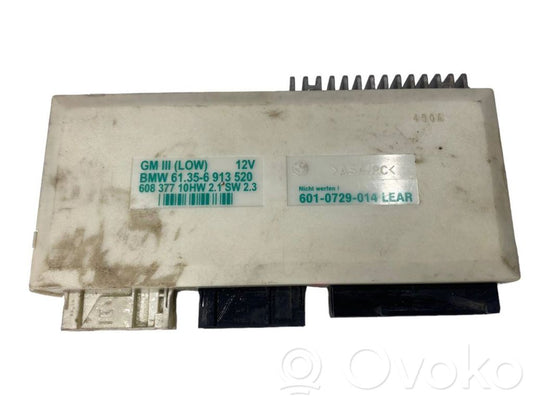 GM III (LOW) 12V
BMW 61.35-6 913 520
608 377 10HW 2.1 SW 2.3
Nicht werfen !
601-0729-014 LEAR
Ovoko